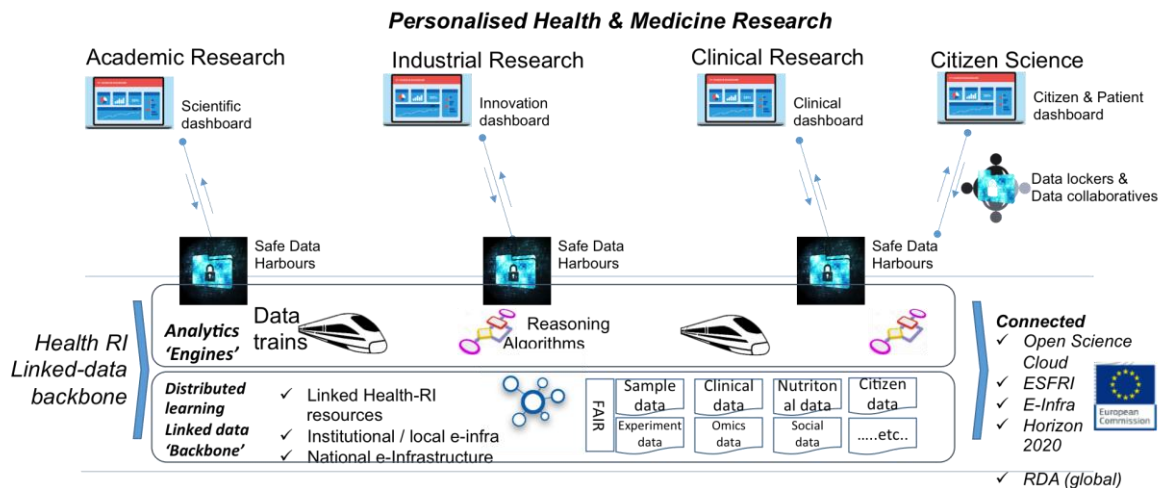 Personalised Health & Medicine Research
Academic Research
Industrial Research
Clinical Research
Citizen Science
Scientific
dashboard
Innovation
dashboard
Clinical
dashboard
Citizen & Patient
dashboard
Data lockers &
Data collaboratives
Safe Data
Harbours
Safe Data
Harbours
Safe Data
Harbours
Health RI
Linked-data
backbone
Analytics
‘Engines’
Data
trains
Reasoning
Algorithms
Distributed
learning
Linked data
‘Backbone’
✓ Linked Health-RI
resources
✓ Institutional / local e-infra
✓ National e-Infrastructure
FAIR
Sample
data
Clinical
data
Nutriton
al data
Citizen
data
Experiment
data
Omics
data
Social
data
…..etc..
Connected
✓ Open Science
Cloud
✓ ESFRI
✓ E-Infra
✓ Horizon
2020
✓ RDA (global)
European
Commission